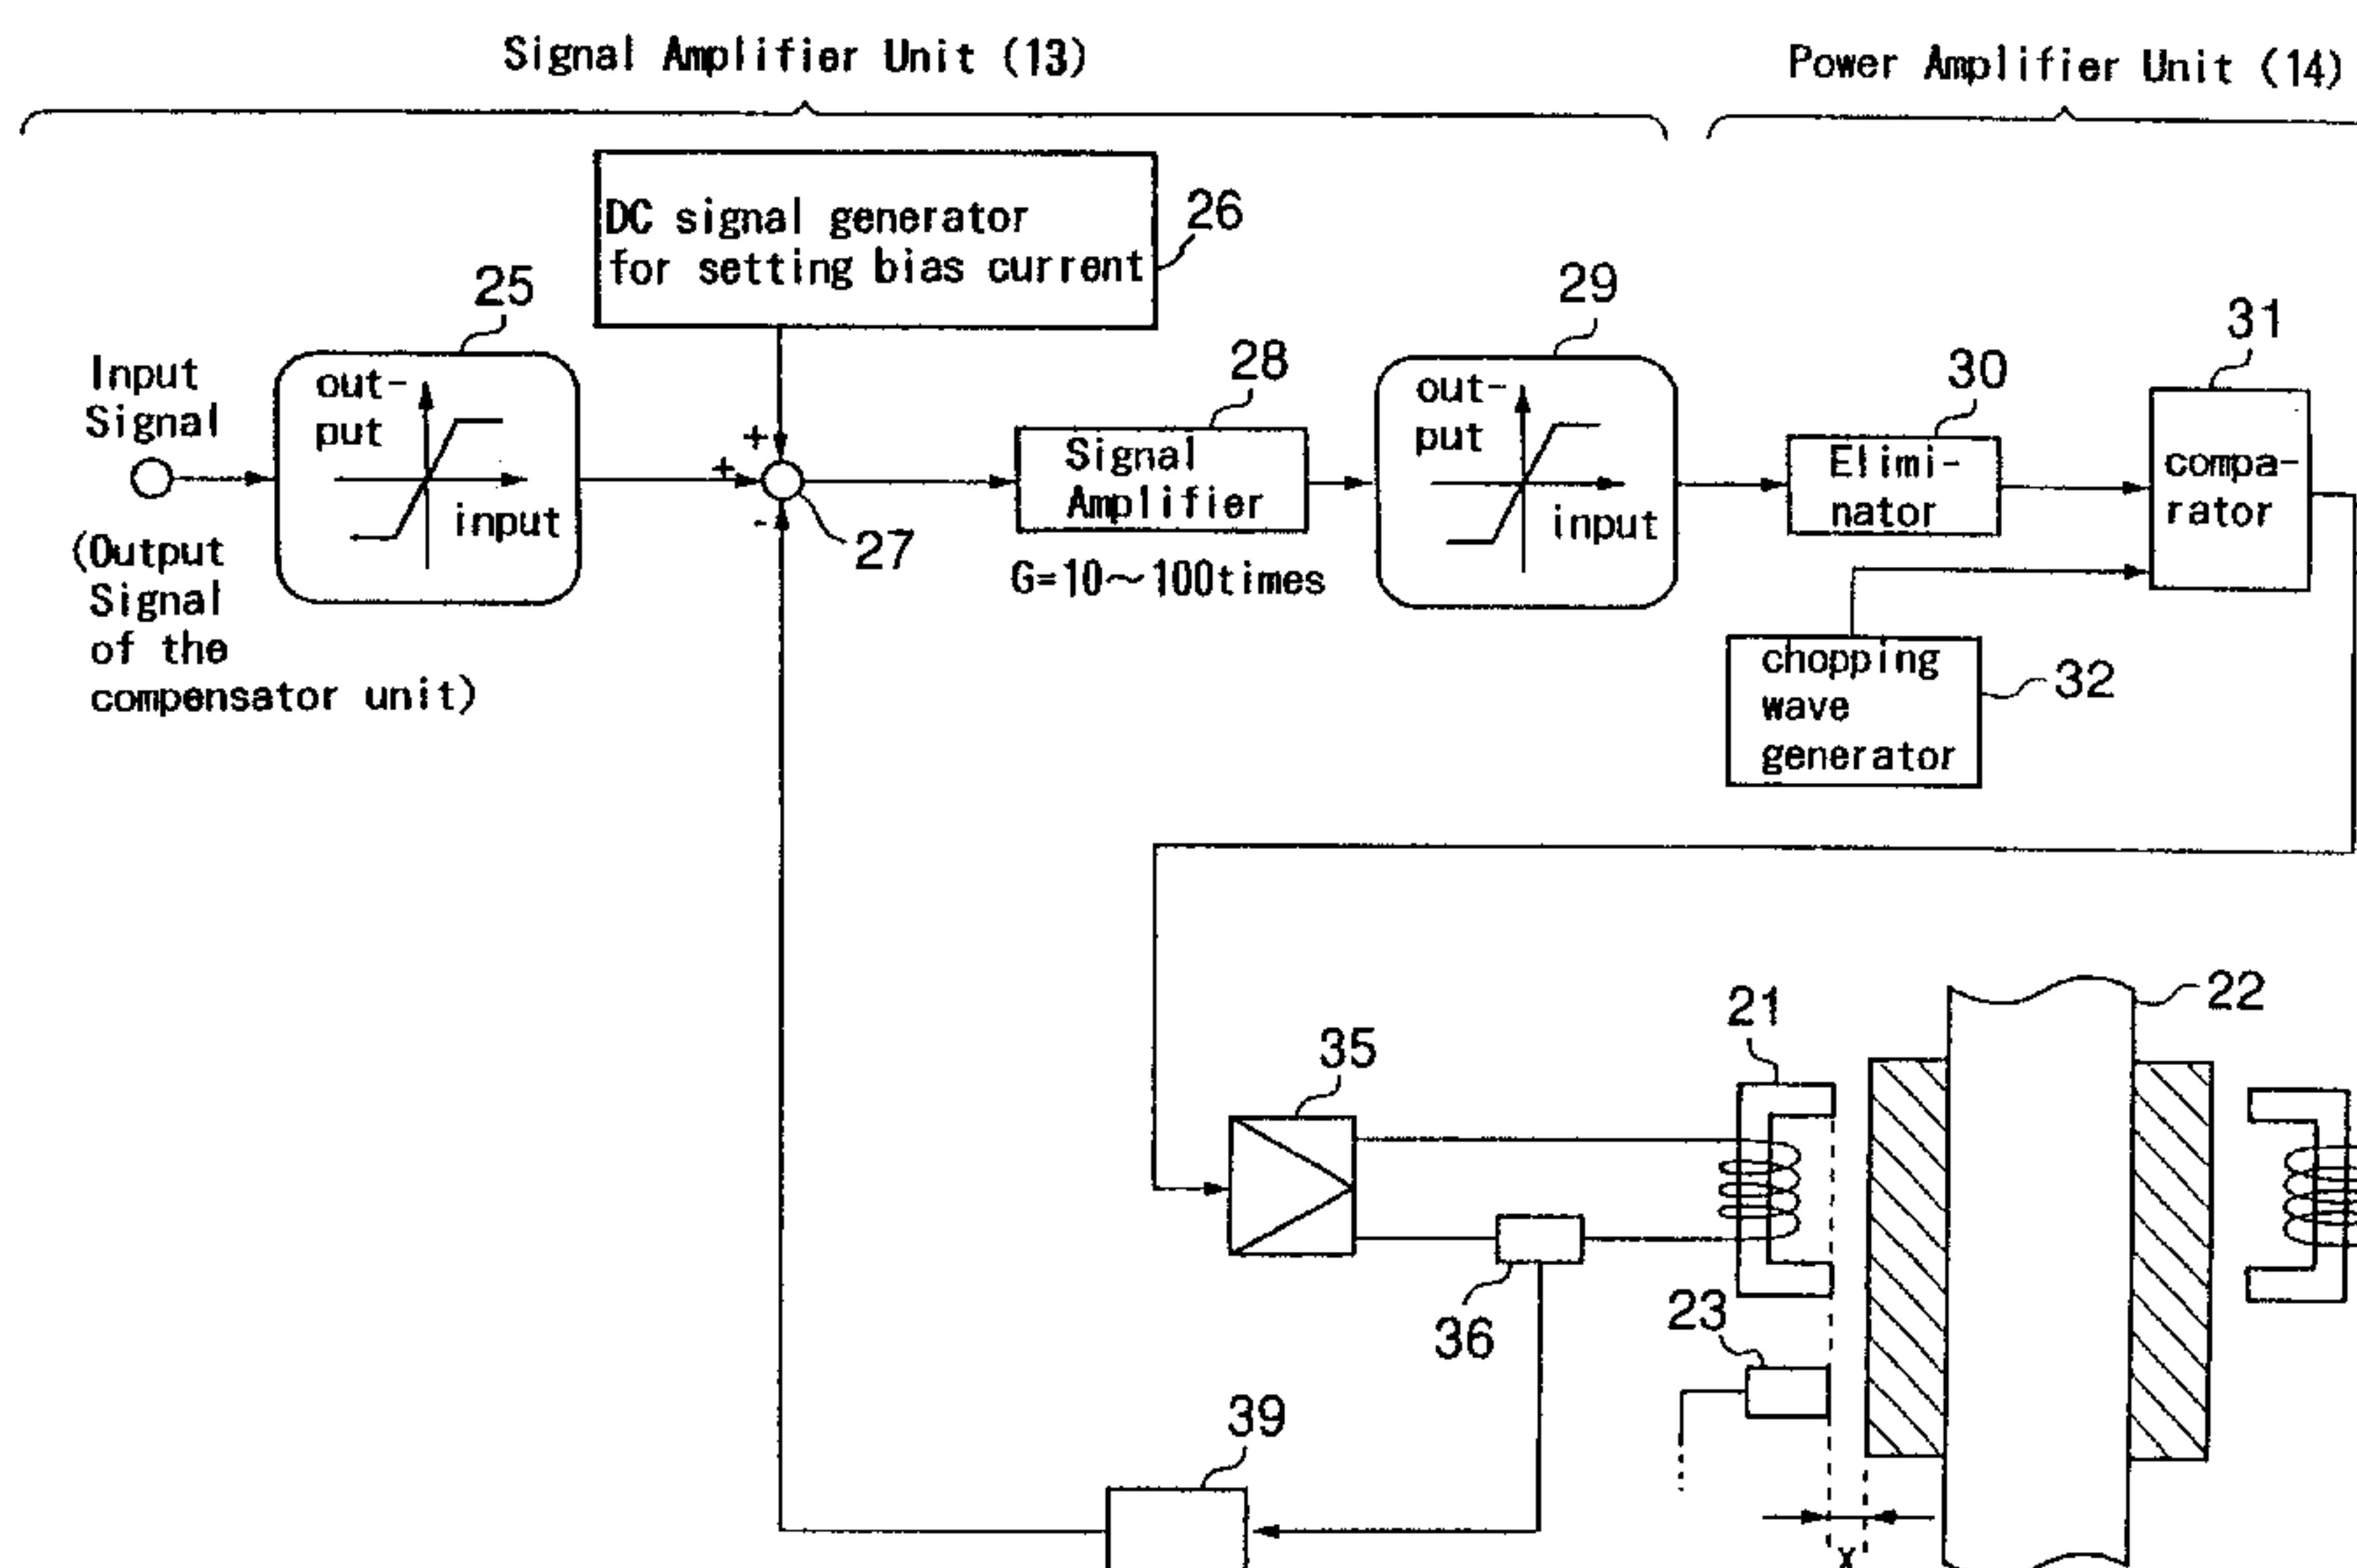 Signal Amplifier Unit (13)
Power Amplifier Unit (14)
DC signal generator
for setting bias current
26
25
29
31
Input
Signal
out-
put
input
28
30
Signal
Amplifier
out-
put
input
Elimi-
nator
compa-
rator
+
+
-
27
G=10～100times
(Output
Signal
of the
compensator unit)
chopping
wave
generator
32
21
22
35
36
23
39
X